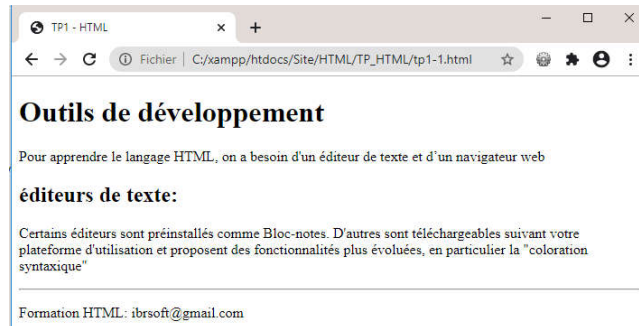 TP1 - HTML
Fichier | C:/xampp/htdocs/Site/HTML/TP_HTML/tp1-1.html
Outils de développement
Pour apprendre le langage HTML, on a besoin d'un éditeur de texte et d’un navigateur web
éditeurs de texte:
Certains éditeurs sont préinstallés comme Bloc-notes. D'autres sont téléchargeables suivant votre
plateforme d'utilisation et proposent des fonctionnalités plus évoluées, en particulier la "coloration
syntaxique"
Formation HTML: ibrsoft@gmail.com